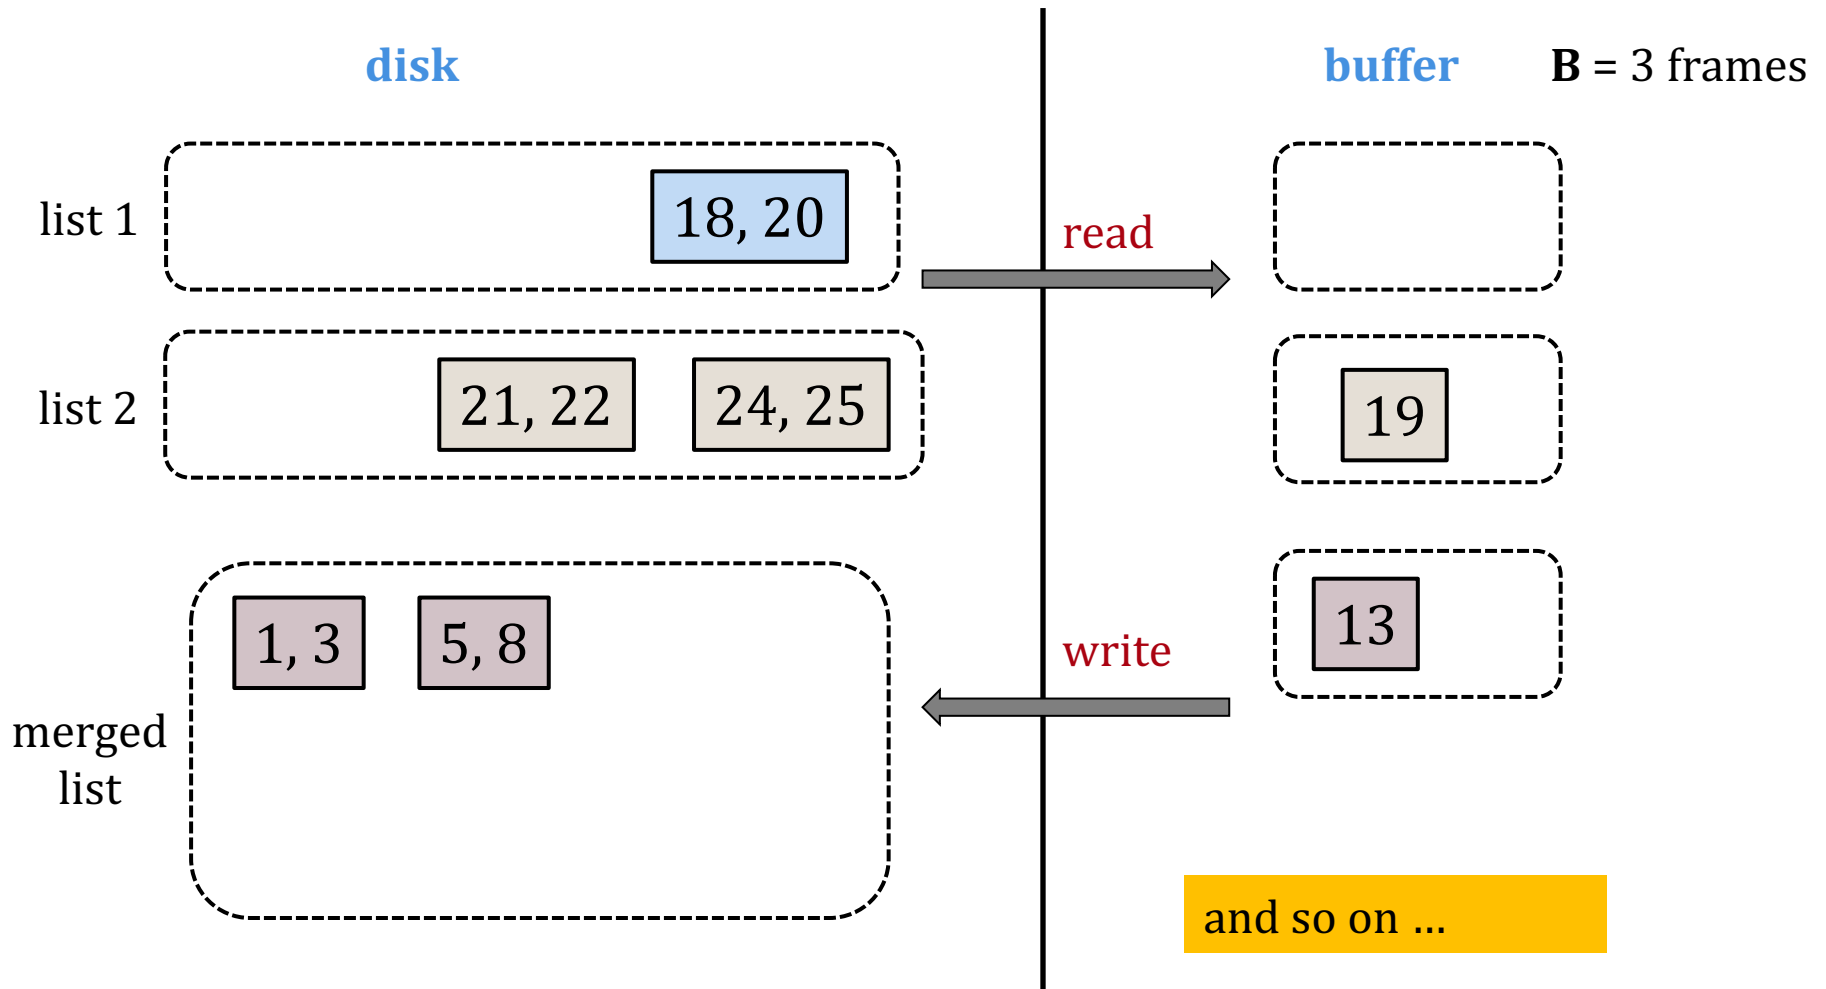 disk
buffer
B = 3 frames
list 1
18, 20
read
list 2
21, 22
24, 25
19
1, 3
5, 8
13
write
merged
list
and so on ...